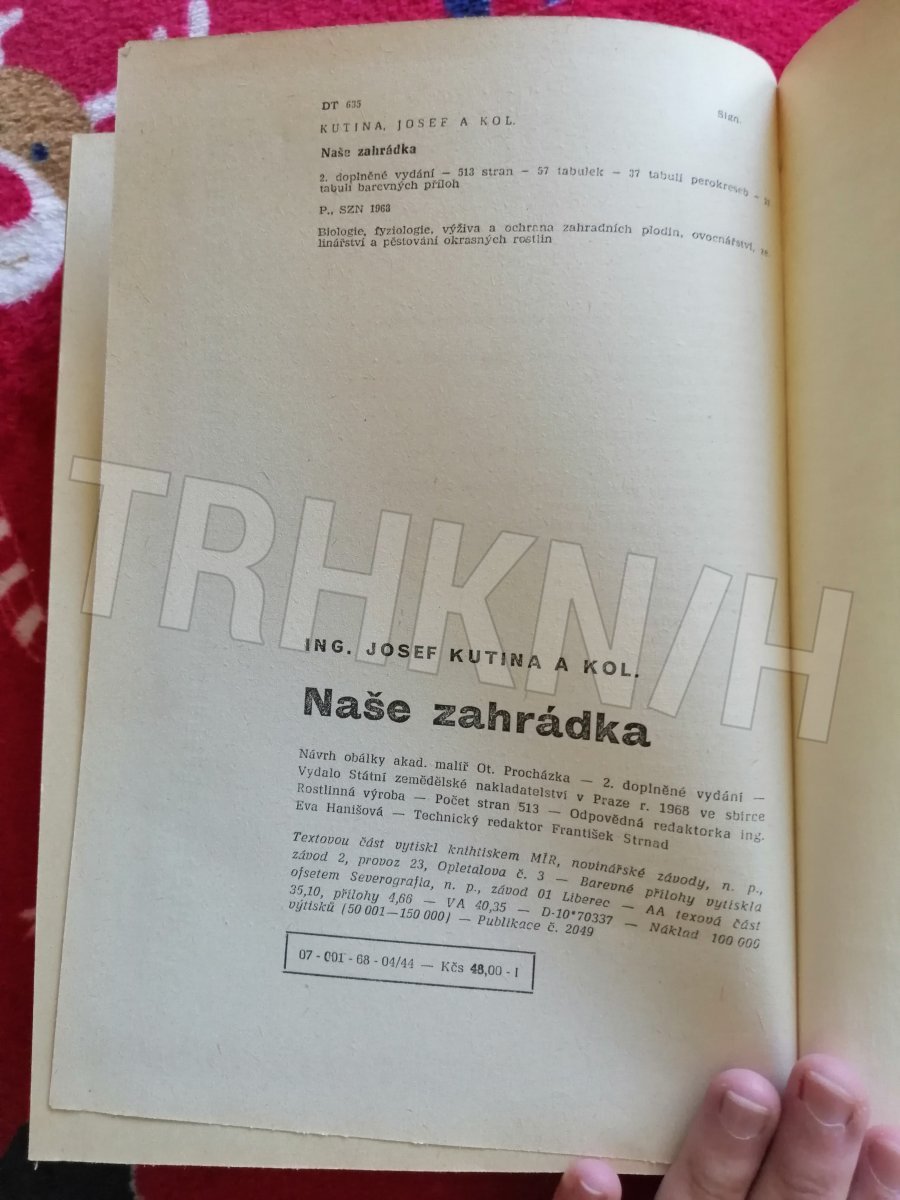 DT 635
Sign.
KUTINA, JOSEF A KOL.
Naše zahrádka
2. doplněné vydání — 513 stran — 57 tabulek — 37 tabulí perokreseb —
tabulí barevných příloh
P., SZN 1968
Biologie, fyziologie, výživa a ochrana zahradních plodin, ovocnářství, ze-
linářství a pěstování okrasných rostlin
TRHKN/H
ING. JOSEF KUTINA A KOL.
Naše zahrádka
Návrh obálky akad. malíř Ot. Procházka — 2. doplněné vydání —
Vydalo Státní zemědělské nakladatelství v Praze r. 1968 ve sbírce
Rostlinná výroba — Počet stran 513 — Odpovědná redaktorka ing.
Eva Hanišová — Technický redaktor František Strnad
Textovou část vytiskl knihtiskem MÍR, novinářské závody, n. p.,
závod 2, provoz 23, Opletalova č. 3 — Barevné přílohy vytiskla
ofsetem Severografia, n. p., závod 01 Liberec — AA texová část
35,10, přílohy 4,66 — VA 40,35 — D-10*70337 — Náklad 100 000
výtisků (50 001—150 000) — Publikace č. 2049
07 - 001 - 68 - 04/44 — Kčs 48,00 - I